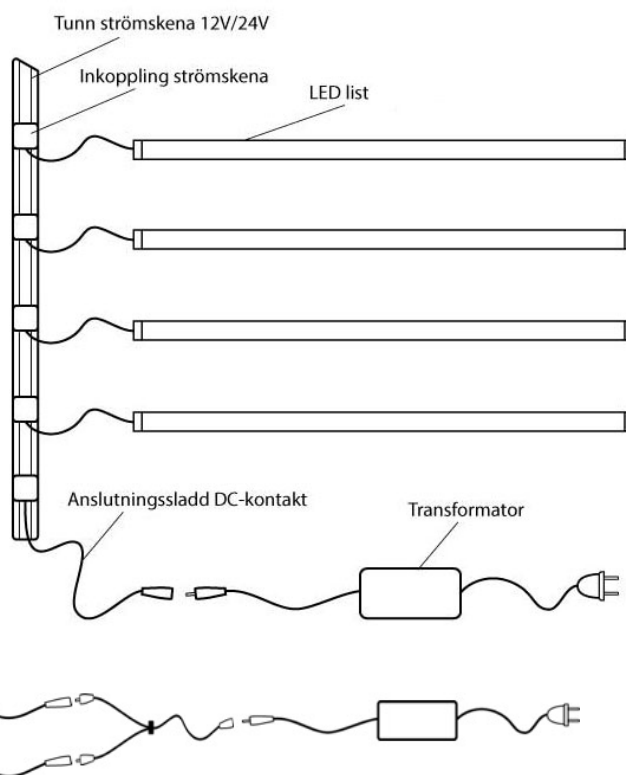 Tunn strömskena 12V/24V
Inkoppling strömskena
LED list
Anslutningssladd DC-kontakt
Transformator